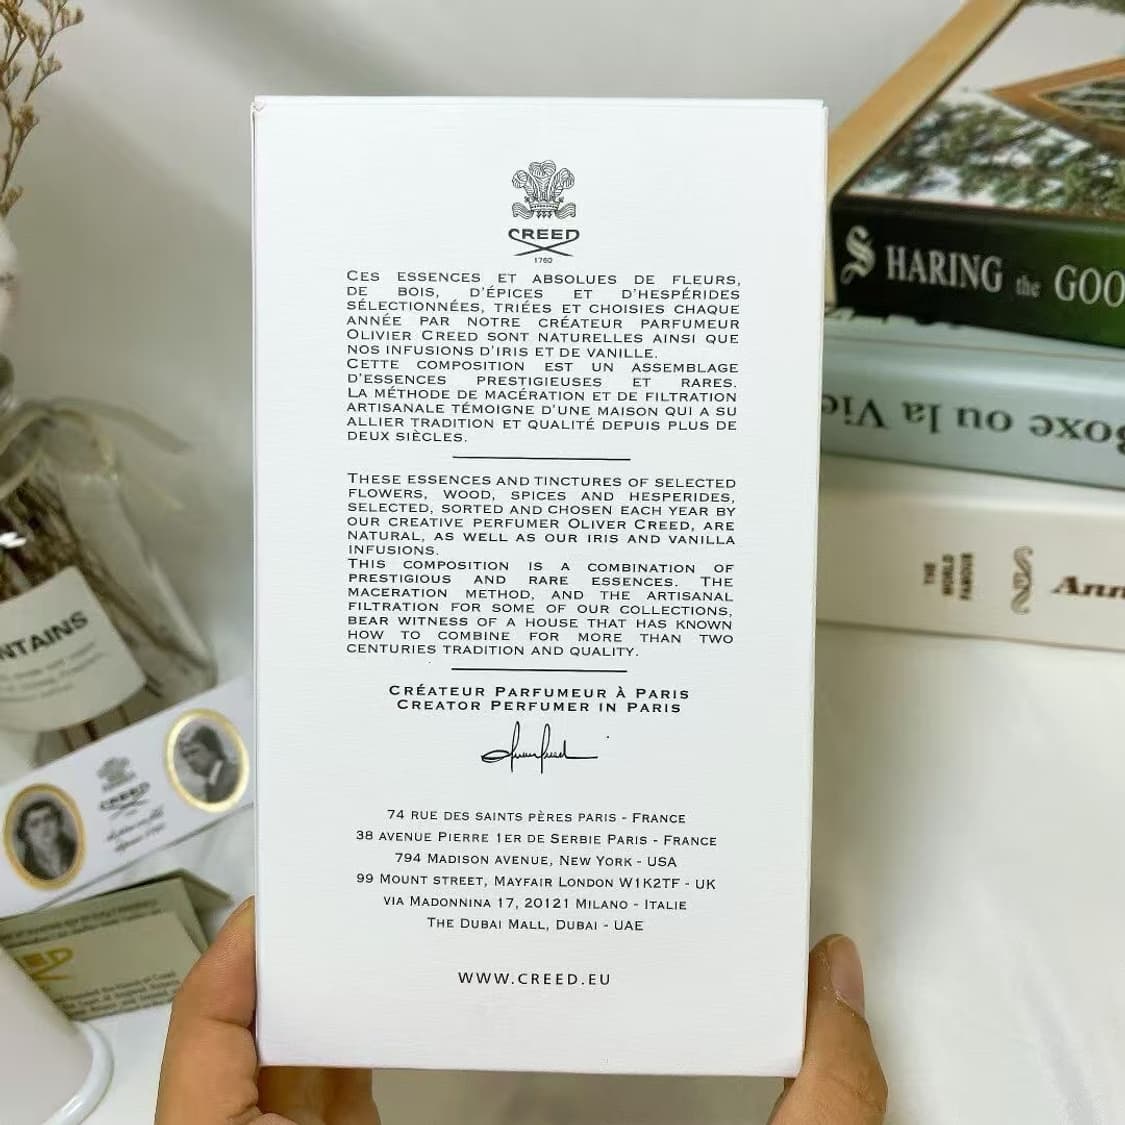 CREED
1760
CES ESSENCES ET ABSOLUES DE FLEURS,
DE BOIS, D'ÉPICES ET D'HESPÉRIDES
SÉLECTIONNÉES, TRIÉES ET CHOISIES CHAQUE
ANNÉE PAR NOTRE CRÉATEUR PARFUMEUR
OLIVIER CREED SONT NATURELLES AINSI QUE
NOS INFUSIONS D'IRIS ET DE VANILLE.
CETTE COMPOSITION EST UN ASSEMBLAGE
D'ESSENCES PRESTIGIEUSES ET RARES.
LA MÉTHODE DE MACÉRATION ET DE FILTRATION
ARTISANALE TÉMOIGNE D'UNE MAISON QUI A SU
ALLIER TRADITION ET QUALITÉ DEPUIS PLUS DE
DEUX SIÈCLES.
THESE ESSENCES AND TINCTURES OF SELECTED
FLOWERS, WOOD, SPICES AND HESPERIDES,
SELECTED, SORTED AND CHOSEN EACH YEAR BY
OUR CREATIVE PERFUMER OLIVER CREED, ARE
NATURAL, AS WELL AS OUR IRIS AND VANILLA
INFUSIONS.
THIS COMPOSITION IS A COMBINATION OF
PRESTIGIOUS AND RARE ESSENCES. THE
MACERATION METHOD, AND THE ARTISANAL
FILTRATION FOR SOME OF OUR COLLECTIONS,
BEAR WITNESS OF A HOUSE THAT HAS KNOWN
HOW TO COMBINE FOR MORE THAN TWO
CENTURIES TRADITION AND QUALITY.
CRÉATEUR PARFUMEUR À PARIS
CREATOR PERFUMER IN PARIS
74 RUE DES SAINTS PÈRES PARIS - FRANCE
38 AVENUE PIERRE 1ER DE SERBIE PARIS - FRANCE
794 MADISON AVENUE, NEW YORK - USA
99 MOUNT STREET, MAYFAIR LONDON W1K2TF - UK
VIA MADONNINA 17, 20121 MILANO - ITALIE
THE DUBAI MALL, DUBAI - UAE
WWW.CREED.EU
SHARING the GOO
Boxe ou la Vie
THE WORLD FAMOUS
Ann
NTAINS
CREED